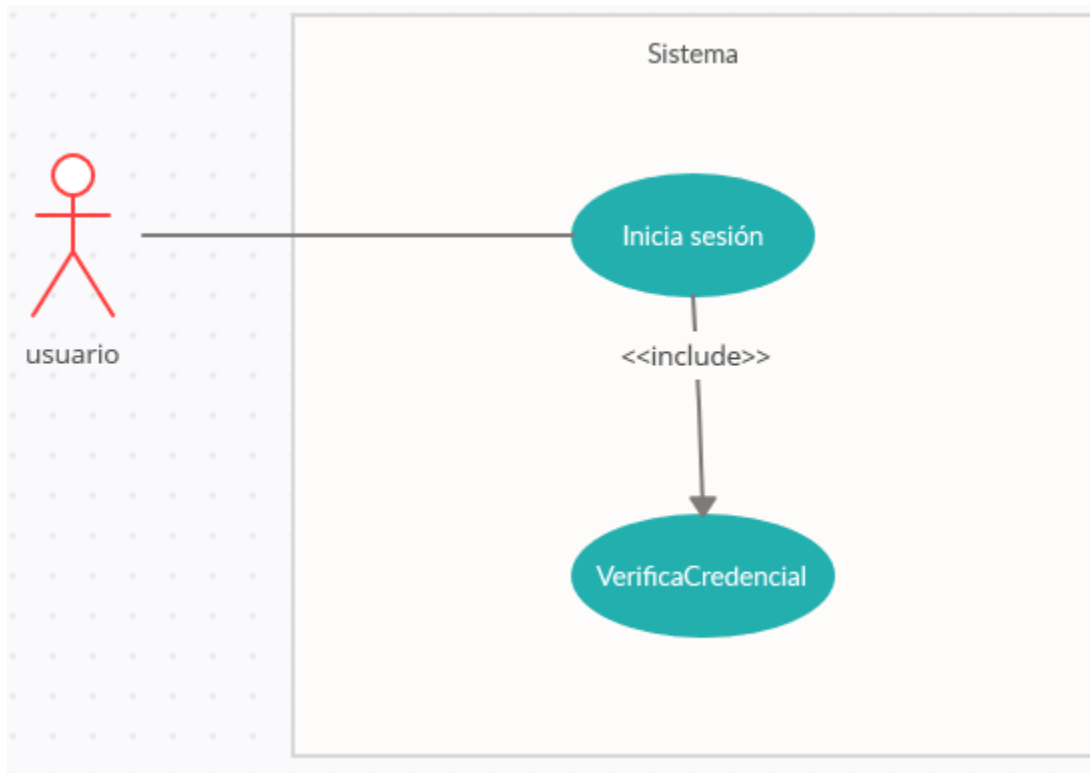 Sistema
Inicia sesión
usuario
<<include>>
VerificaCredencial